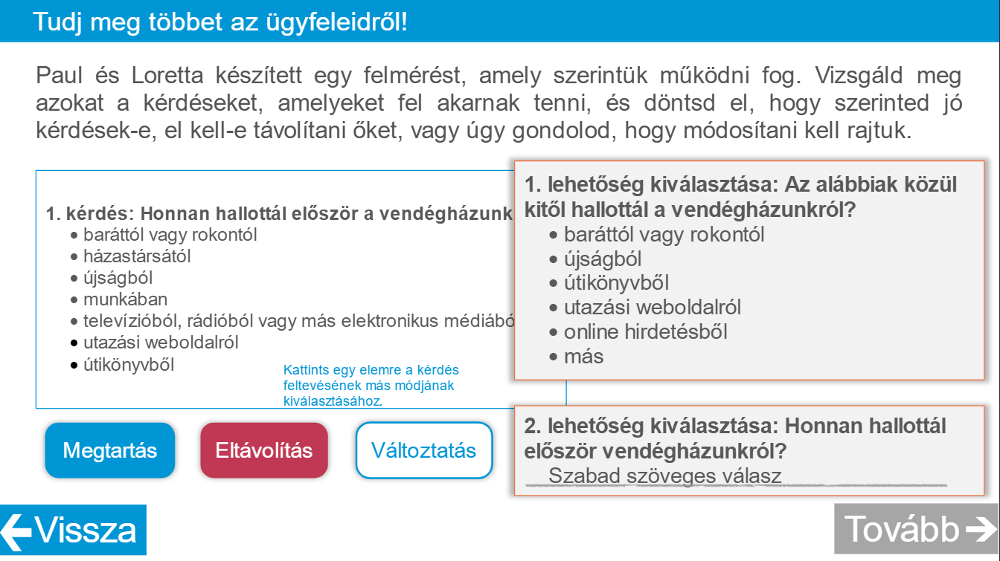 Tudj meg többet az ügyfeleidről!
Paul és Loretta készített egy felmérést, amely szerintük működni fog. Vizsgáld meg
azokat a kérdéseket, amelyeket fel akarnak tenni, és döntsd el, hogy szerinted jó
kérdések-e, el kell-e távolítani őket, vagy úgy gondolod, hogy módosítani kell rajtuk.
1. kérdés: Honnan hallottál először a vendégházunk
• baráttól vagy rokontól
• házastársától
• újságból
• munkában
• televízióból, rádióból vagy más elektronikus médiábó
• utazási weboldalról
• útikönyvből
Kattints egy elemre a kérdés
feltevésének más módjának
kiválasztásához.
1. lehetőség kiválasztása: Az alábbiak közül
kitől hallottál a vendégházunkról?
• baráttól vagy rokontól
• újságból
• útikönyvből
• utazási weboldalról
• online hirdetésből
• más
2. lehetőség kiválasztása: Honnan hallottál
először vendégházunkról?
Szabad szöveges válasz
Megtartás
Eltávolítás
Változtatás
Vissza
Tovább